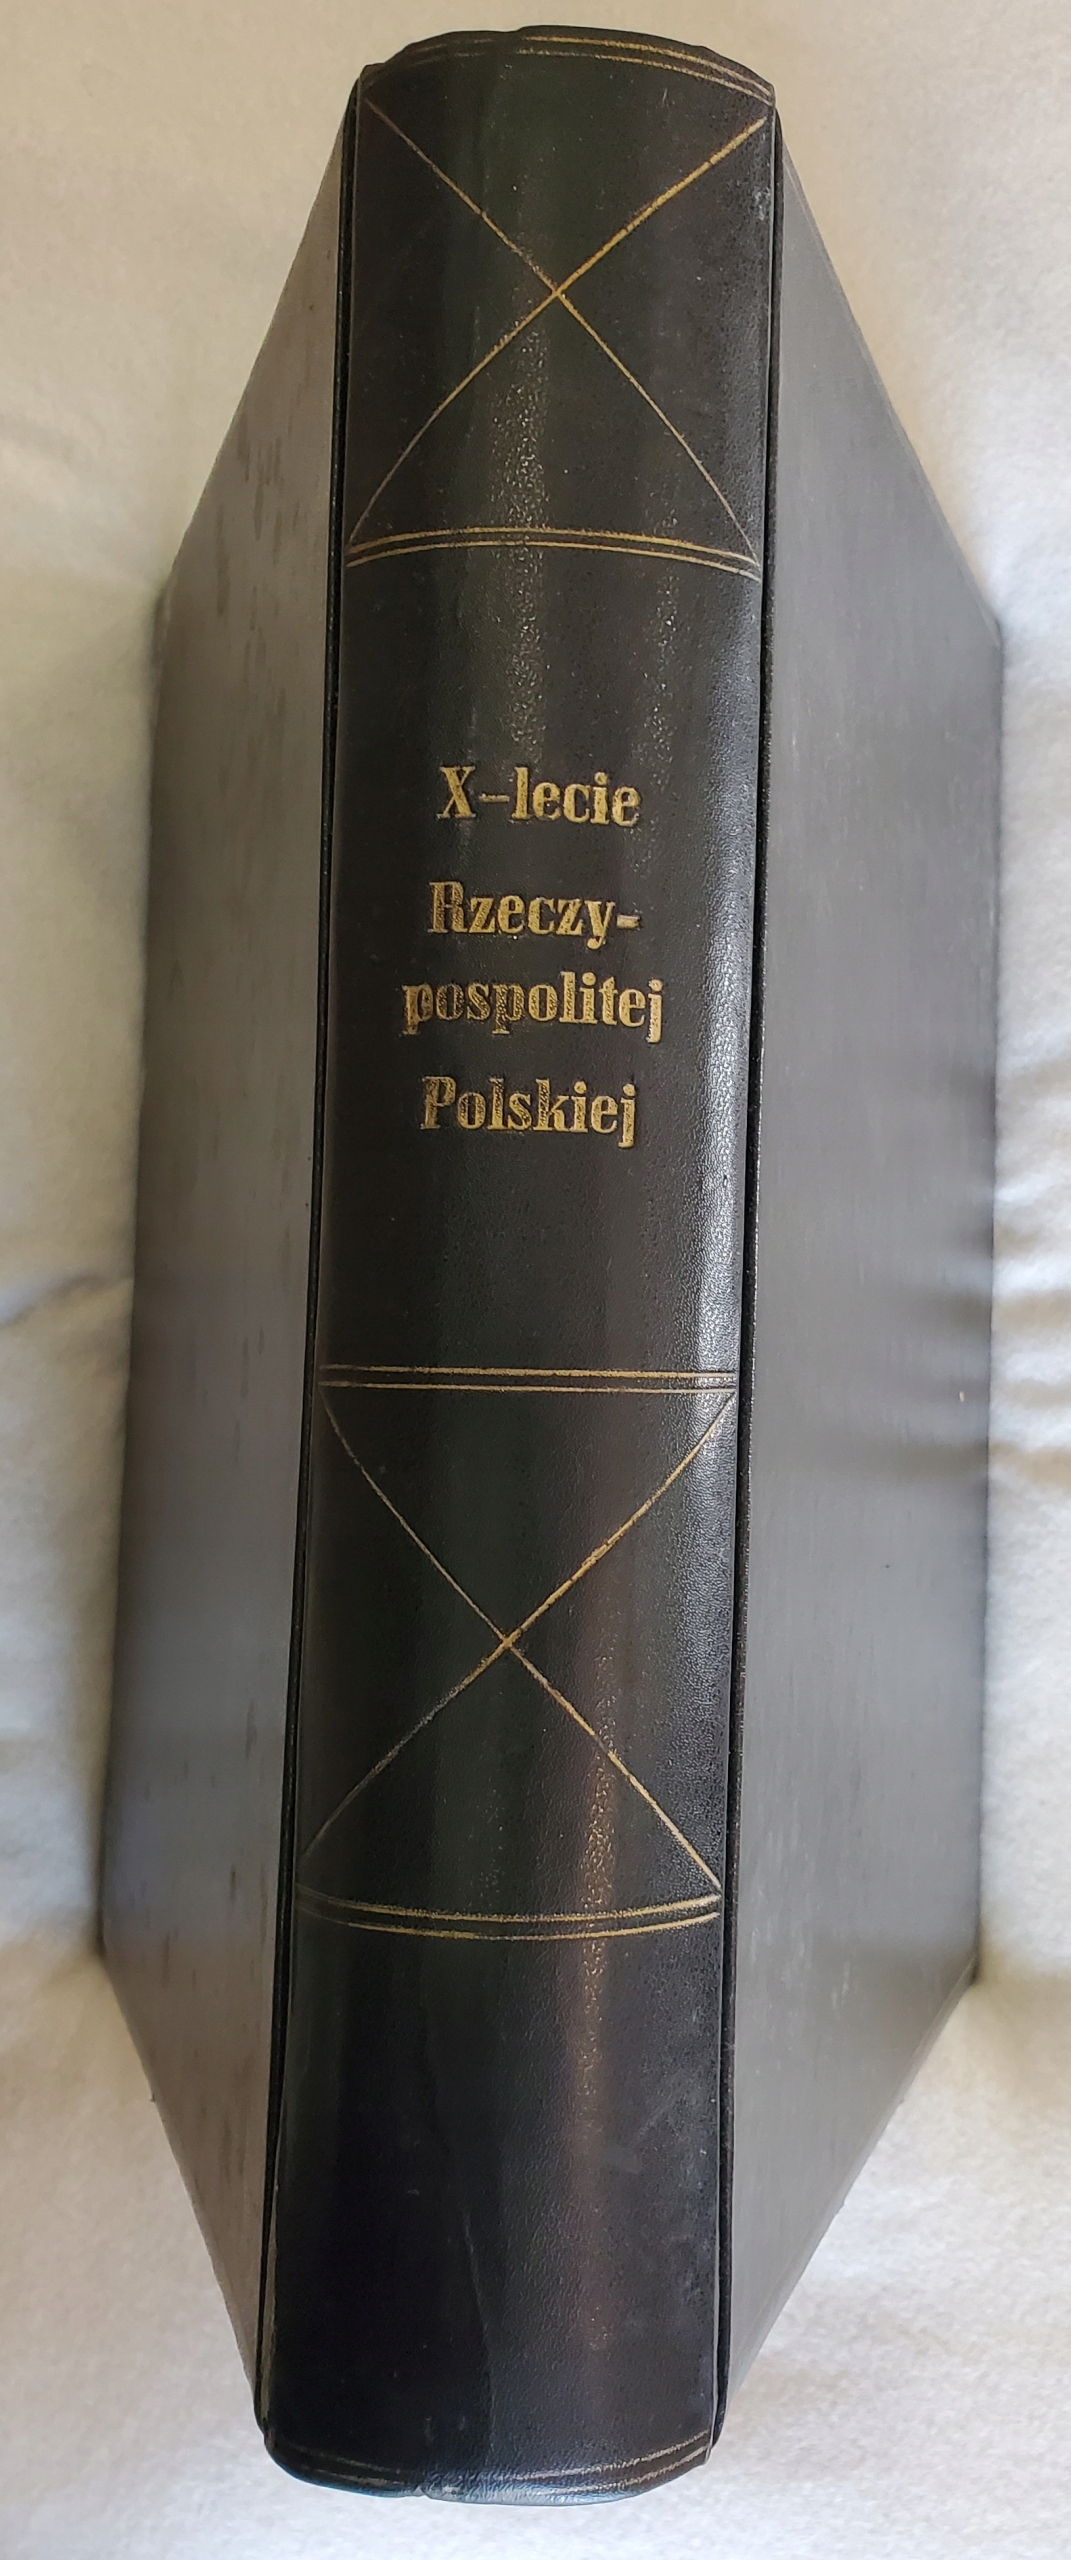 X-lecie
Rzeczy-
pospolitej
Polskiej